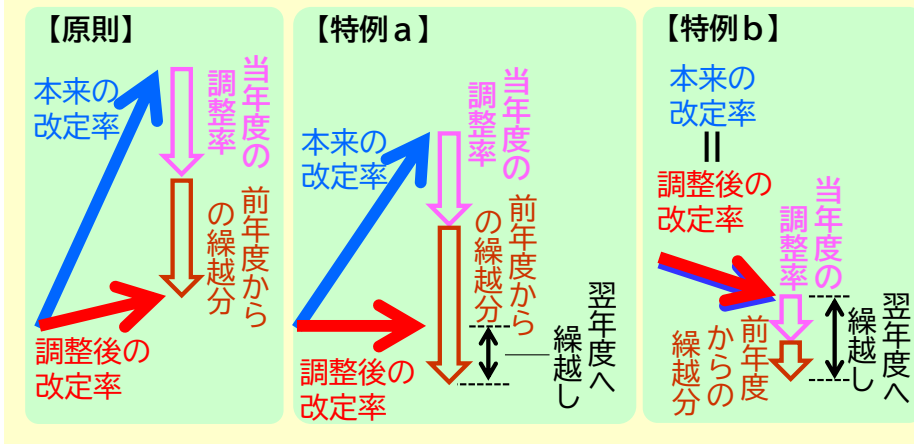 【原則】
本来の
改定率
当年度の
調整率
前年度から
の繰越分
調整後の
改定率
【特例ａ】
本来の
改定率
当年度の
調整率
前年度から
の繰越分
翌年度へ
繰越し
調整後の
改定率
【特例ｂ】
本来の
改定率
＝
調整後の
改定率
当年度の
調整率
前年度
からの
繰越分
翌年度へ
繰越し